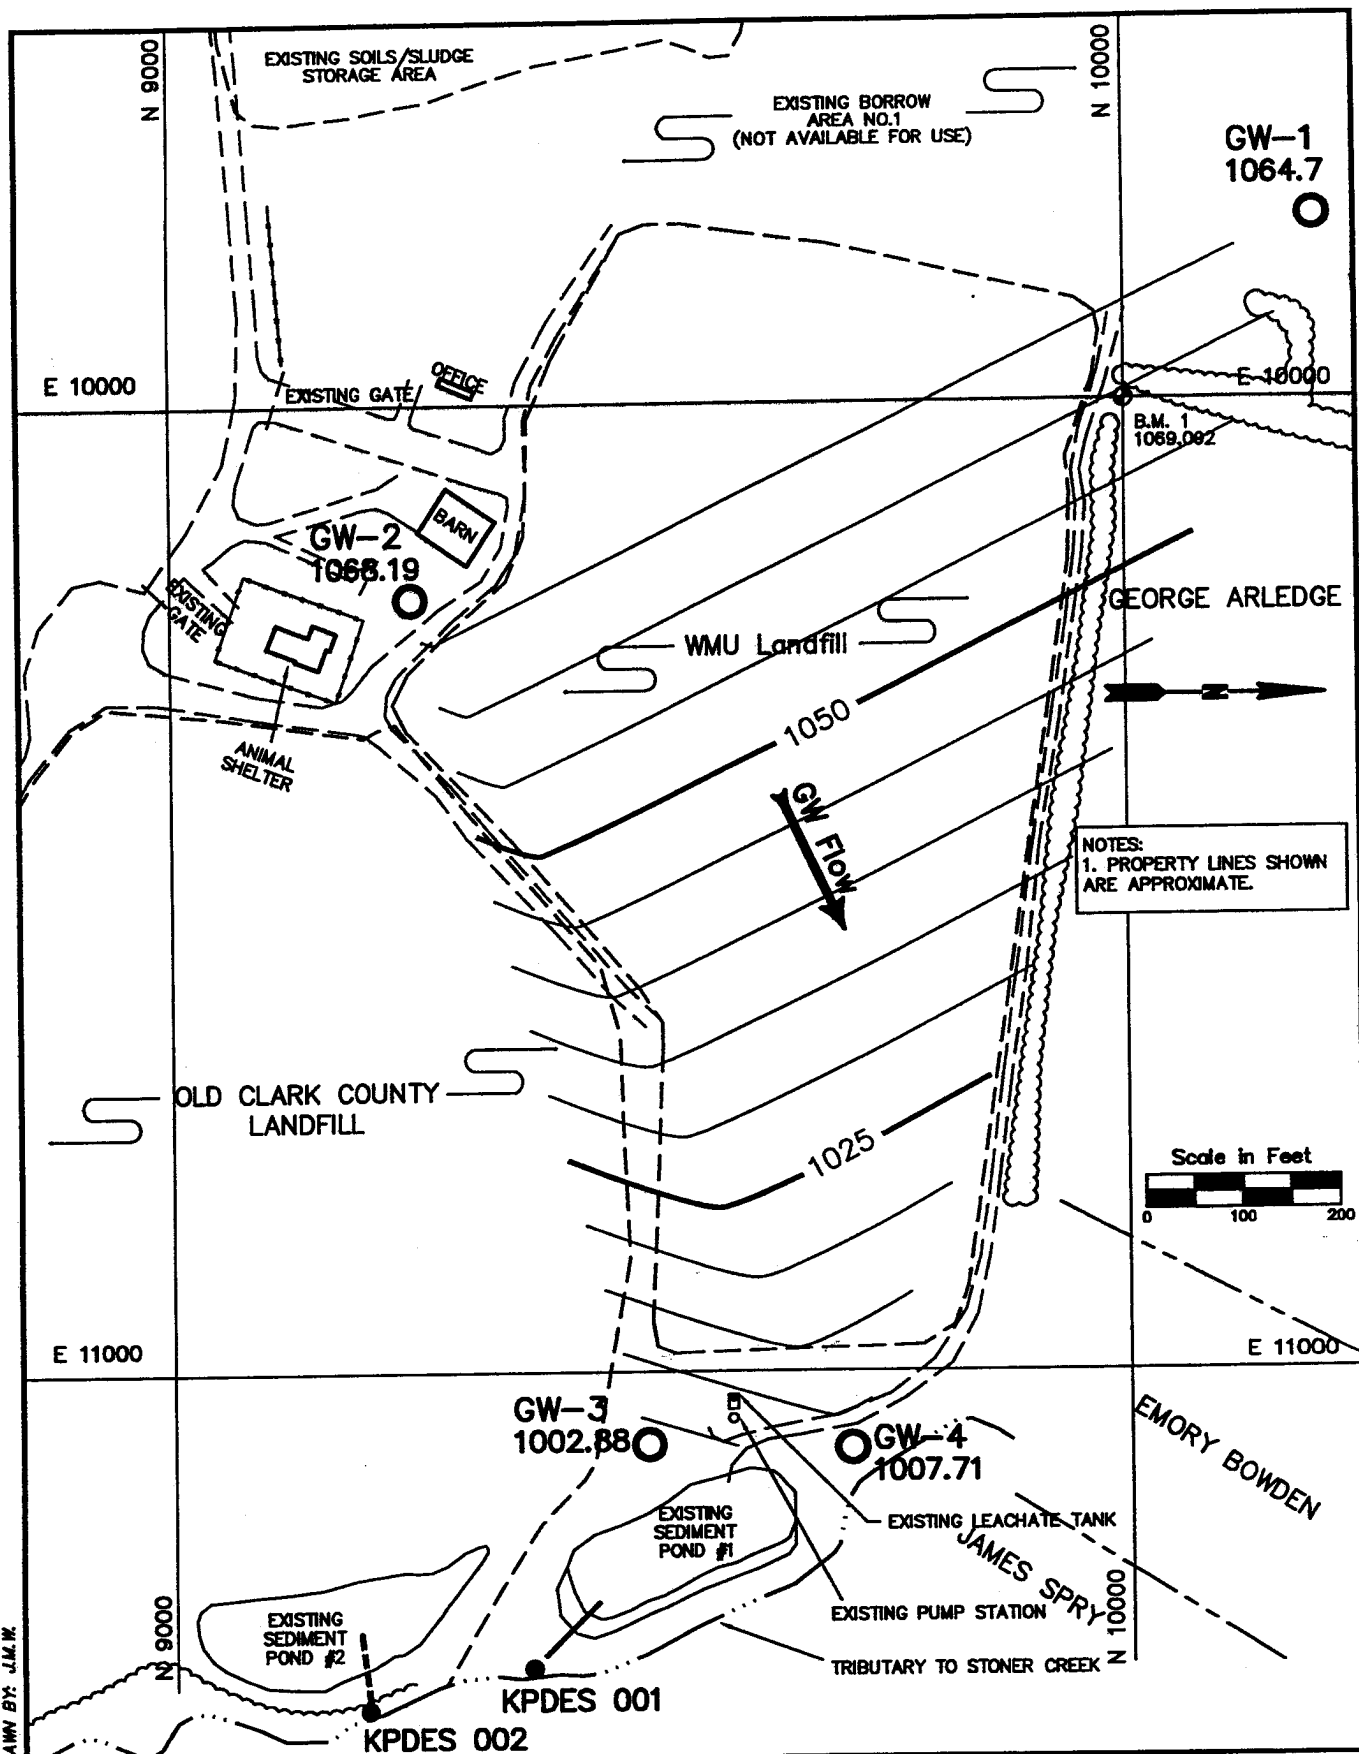 N 9000
EXISTING SOILS/SLUDGE
STORAGE AREA
EXISTING BORROW
AREA NO.1
(NOT AVAILABLE FOR USE)
N 10000
GW-1
1064.7
E 10000
EXISTING GATE
OFFICE
E 10000
B.M. 1
1069.092
BARN
GW-2
1068.19
EXISTING
GATE
GEORGE ARLEDGE
WMU Landfill
N
1050
ANIMAL
SHELTER
GW Flow
NOTES:
1. PROPERTY LINES SHOWN
ARE APPROXIMATE.
OLD CLARK COUNTY
LANDFILL
1025
Scale in Feet
0 100 200
E 11000
E 11000
GW-3
1002.88
GW-4
1007.71
EMORY BOWDEN
EXISTING
SEDIMENT
POND #1
EXISTING LEACHATE TANK
JAMES SPRY
EXISTING PUMP STATION
N 9000
EXISTING
SEDIMENT
POND #2
N 10000
TRIBUTARY TO STONER CREEK
KPDES 001
KPDES 002
AWN BY: J.M.W.